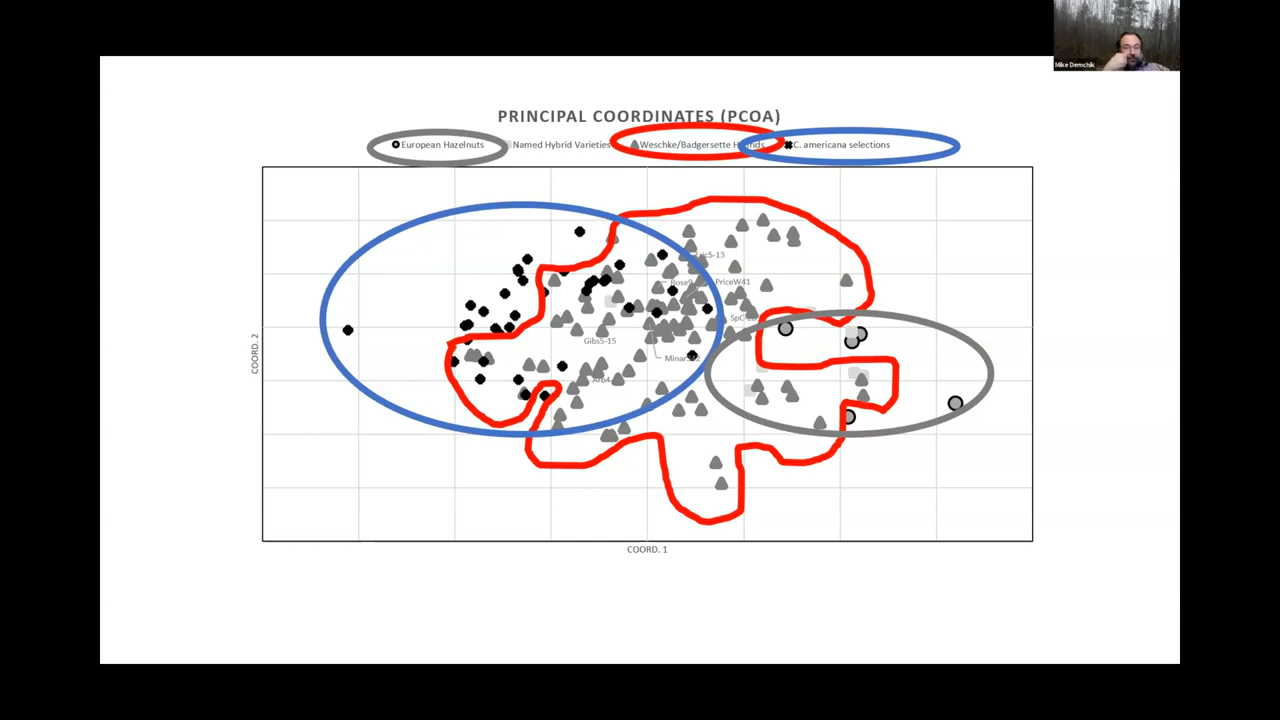 Mike Demchik
PRINCIPAL COORDINATES (PCOA)
European Hazelnuts Named Hybrid Varieties Weschke/Badgersette C. americana selections
Rose9
PriceW41
Gibs5-15
COORD. 2
COORD. 1